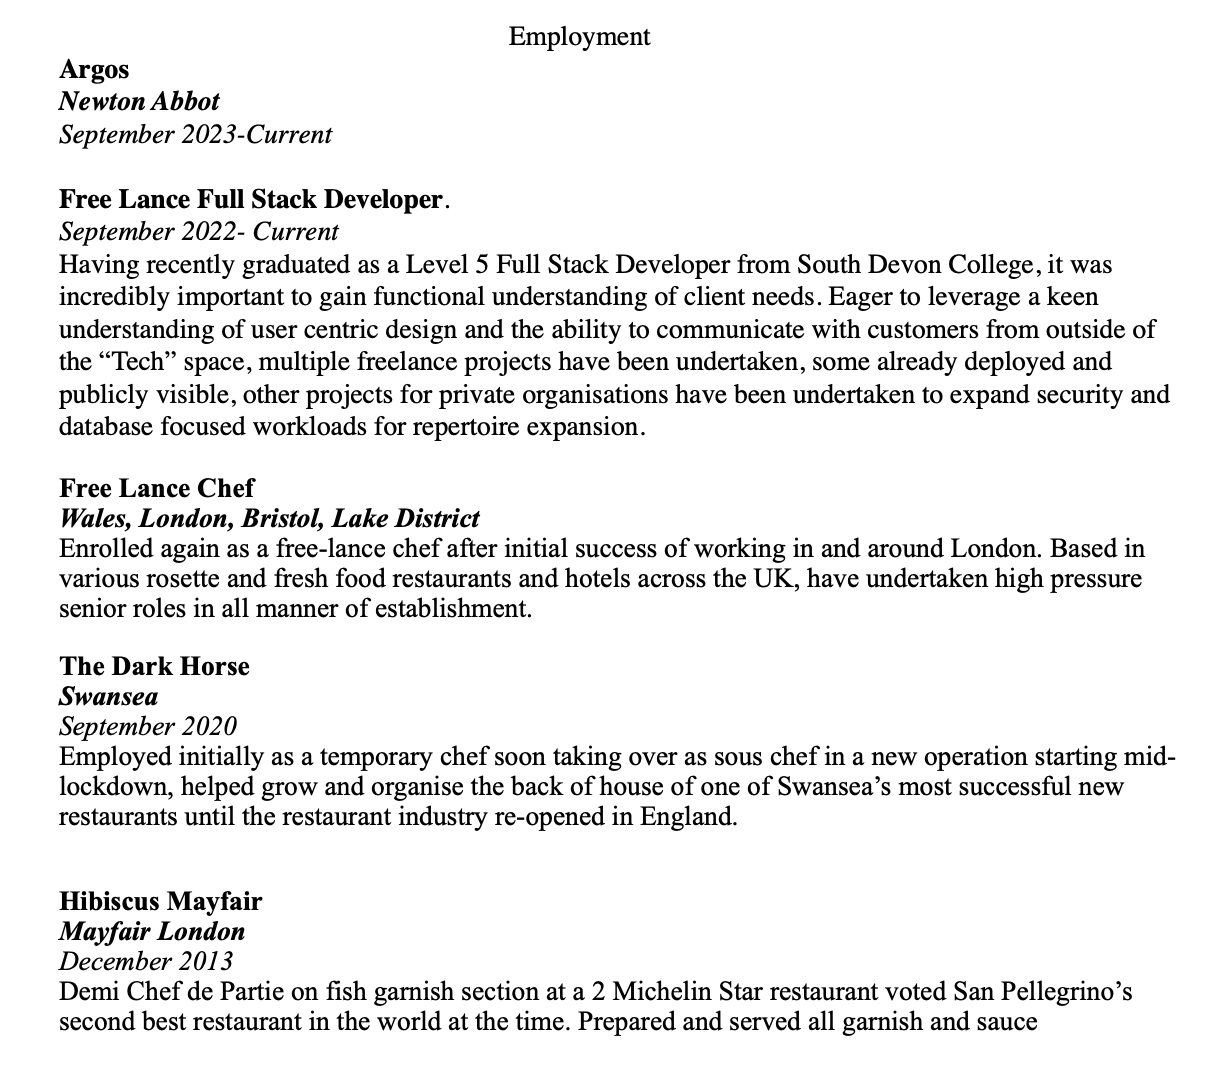 Employment
Argos
Newton Abbot
September 2023-Current
Free Lance Full Stack Developer.
September 2022- Current
Having recently graduated as a Level 5 Full Stack Developer from South Devon College, it was
incredibly important to gain functional understanding of client needs. Eager to leverage a keen
understanding of user centric design and the ability to communicate with customers from outside of
the “Tech” space, multiple freelance projects have been undertaken, some already deployed and
publicly visible, other projects for private organisations have been undertaken to expand security and
database focused workloads for repertoire expansion.
Free Lance Chef
Wales, London, Bristol, Lake District
Enrolled again as a free-lance chef after initial success of working in and around London. Based in
various rosette and fresh food restaurants and hotels across the UK, have undertaken high pressure
senior roles in all manner of establishment.
The Dark Horse
Swansea
September 2020
Employed initially as a temporary chef soon taking over as sous chef in a new operation starting mid-
lockdown, helped grow and organise the back of house of one of Swansea’s most successful new
restaurants until the restaurant industry re-opened in England.
Hibiscus Mayfair
Mayfair London
December 2013
Demi Chef de Partie on fish garnish section at a 2 Michelin Star restaurant voted San Pellegrino’s
second best restaurant in the world at the time. Prepared and served all garnish and sauce